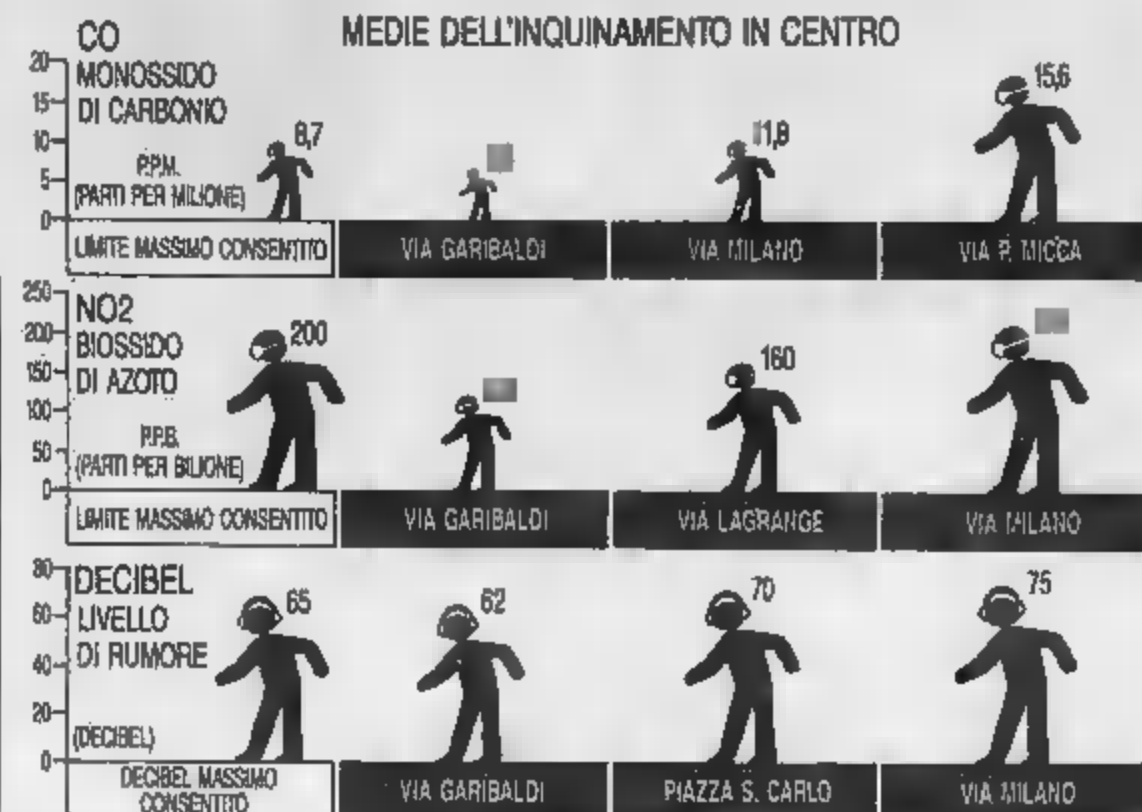 MEDIE DELL'INQUINAMENTO IN CENTRO
CO
MONOSSIDO
DI CARBONIO
P.P.M.
(PARTI PER MILIONE)
20
15
10
5
0
8,7
11,8
15,6
LIMITE MASSIMO CONSENTITO
VIA GARIBALDI
VIA MILANO
VIA P. MICCA
NO2
BIOSSIDO
DI AZOTO
P.P.B.
(PARTI PER BILIONE)
250
200
150
100
50
0
200
160
LIMITE MASSIMO CONSENTITO
VIA GARIBALDI
VIA LAGRANGE
VIA MILANO
DECIBEL
LIVELLO
DI RUMORE
(DECIBEL)
80
60
40
20
0
65
62
70
75
DECIBEL MASSIMO
CONSENTITO
VIA GARIBALDI
PIAZZA S. CARLO
VIA MILANO